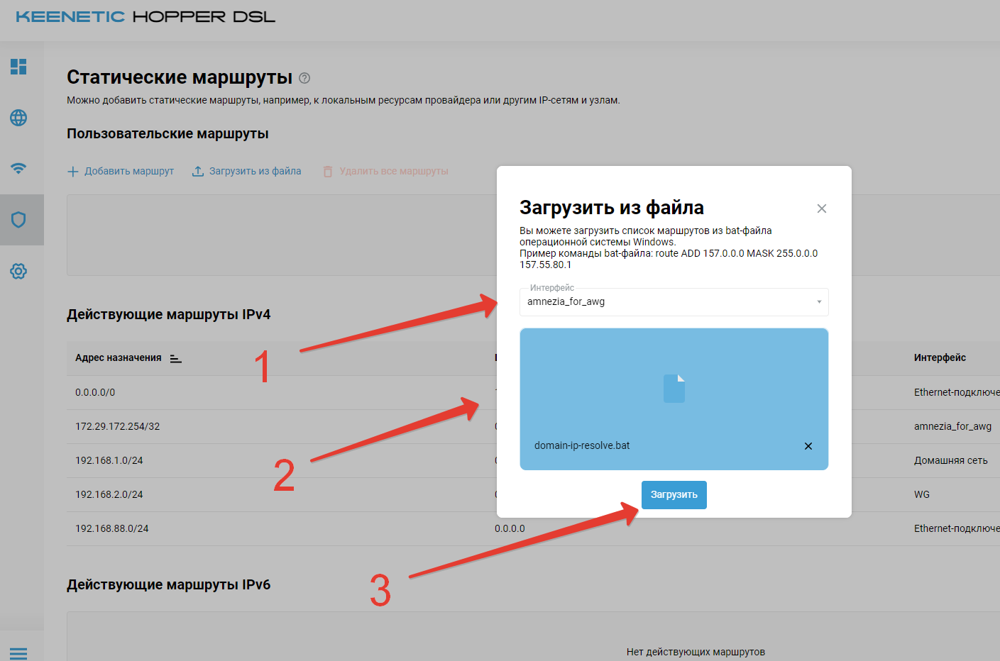 KEENETIC HOPPER DSL
Статические маршруты
Можно добавить статические маршруты, например, к локальным ресурсам провайдера или другим IP-сетям и узлам.
Пользовательские маршруты
Добавить маршрут Загрузить из файла Удалить все маршруты
Загрузить из файла
Вы можете загрузить список маршрутов из bat-файла
операционной системы Windows.
Пример команды bat-файла: route ADD 157.0.0.0 MASK 255.0.0.0
157.55.80.1
Интерфейс
amnezia_for_awg
domain-ip-resolve.bat
Загрузить
1
2
3
Действующие маршруты IPv4
Адрес назначения Интерфейс
0.0.0.0/0 Ethernet-подключе
172.29.172.254/32 amnezia_for_awg
192.168.1.0/24 Домашняя сеть
192.168.2.0/24 WG
192.168.88.0/24 0.0.0.0 Ethernet-подключе
Действующие маршруты IPv6
Нет действующих маршрутов